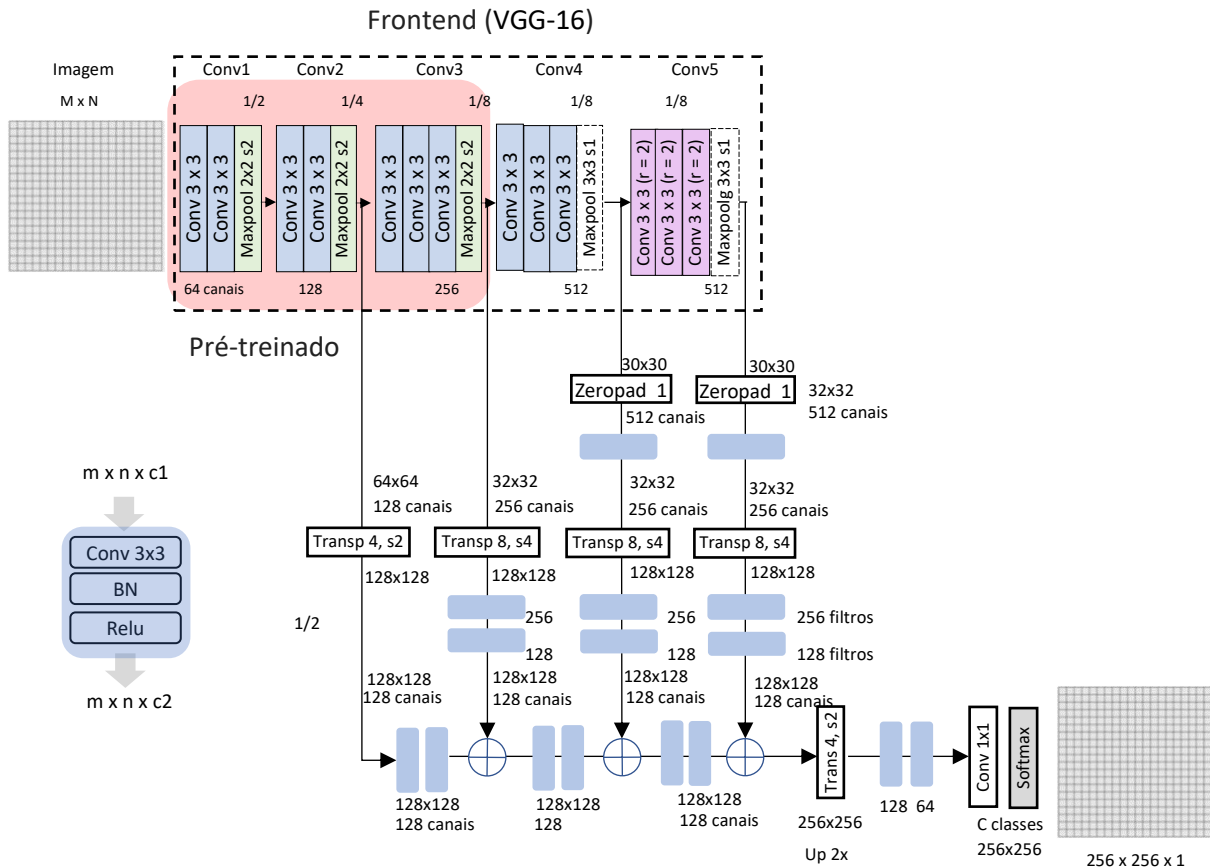 Frontend (VGG-16)
Imagem
M x N
Conv1
Conv2
Conv3
Conv4
Conv5
1/2
1/4
1/8
1/8
1/8
Conv 3 x 3
Conv 3 x 3
Maxpool 2x2 s2
Conv 3 x 3
Conv 3 x 3
Maxpool 2x2 s2
Conv 3 x 3
Conv 3 x 3
Conv 3 x 3
Maxpool 2x2 s2
Conv 3 x 3
Conv 3 x 3
Conv 3 x 3
Maxpool 3x3 s1
Conv 3 x 3 (r = 2)
Conv 3 x 3 (r = 2)
Conv 3 x 3 (r = 2)
Maxpoolg 3x3 s1
64 canais
128
256
512
512
Pré-treinado
30x30
30x30
Zeropad 1
Zeropad 1
32x32
512 canais
512 canais
m x n x c1
Conv 3x3
BN
Relu
m x n x c2
64x64
128 canais
32x32
256 canais
32x32
256 canais
32x32
256 canais
Transp 4, s2
Transp 8, s4
Transp 8, s4
Transp 8, s4
128x128
128x128
128x128
128x128
1/2
256
128
256
128
256 filtros
128 filtros
128x128
128 canais
128x128
128 canais
128x128
128 canais
128x128
128 canais
128x128
128 canais
128x128
128
128x128
128 canais
Trans 4, s2
256x256
Up 2x
128 64
Conv 1x1
Softmax
C classes
256x256
256 x 256 x 1